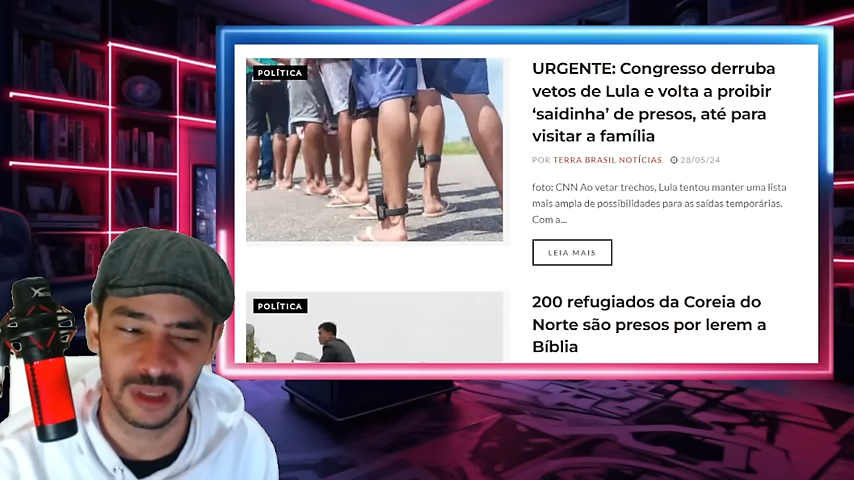 POLÍTICA
URGENTE: Congresso derruba
vetos de Lula e volta a proibir
‘saidinha’ de presos, até para
visitar a família
POR TERRA BRASIL NOTÍCIAS 28/05/24
foto: CNN Ao vetar trechos, Lula tentou manter uma lista
mais ampla de possibilidades para as saídas temporárias.
Com a...
LEIA MAIS
POLÍTICA
200 refugiados da Coreia do
Norte são presos por lerem a
Bíblia